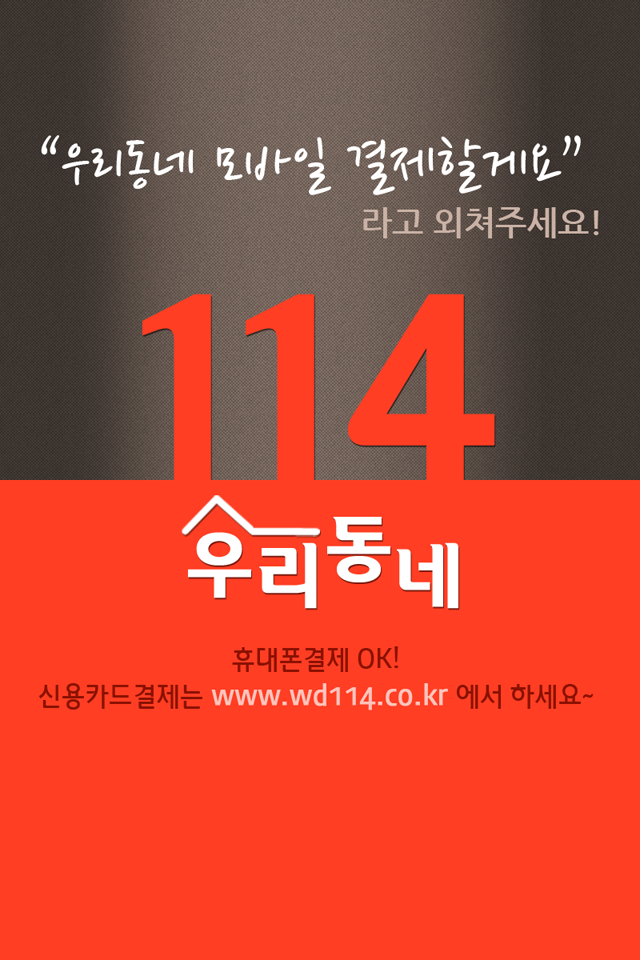 “우리동네 모바일 결제할게요”
라고 외쳐주세요!
114
우리동네
휴대폰결제 OK!
신용카드결제는 www.wd114.co.kr 에서 하세요~